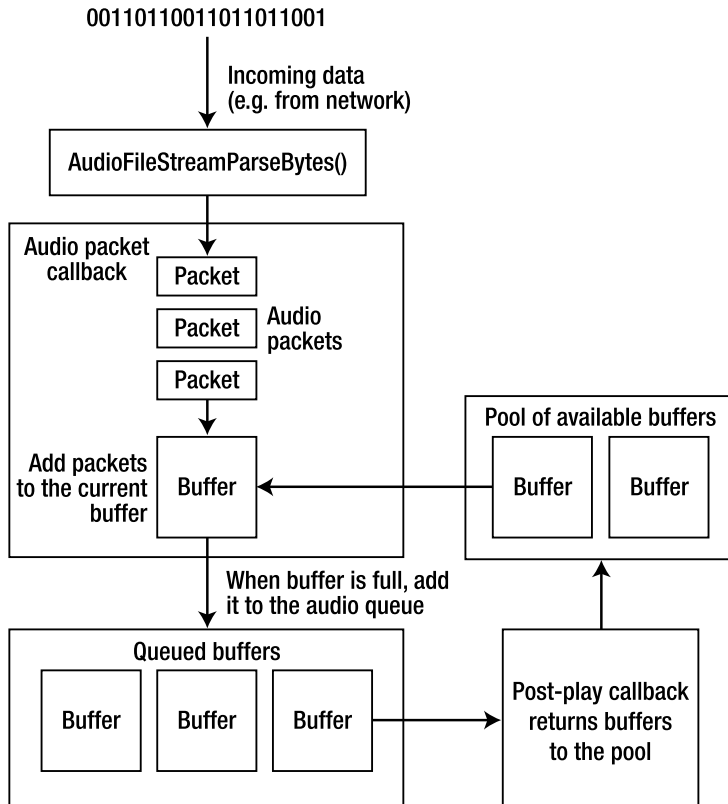 00110110011011011001
Incoming data
(e.g. from network)
AudioFileStreamParseBytes()
Audio packet
callback
Packet
Packet
Audio
packets
Packet
Add packets
to the current
buffer
Buffer
Pool of available buffers
Buffer
Buffer
When buffer is full, add
it to the audio queue
Queued buffers
Buffer
Buffer
Buffer
Post-play callback
returns buffers
to the pool